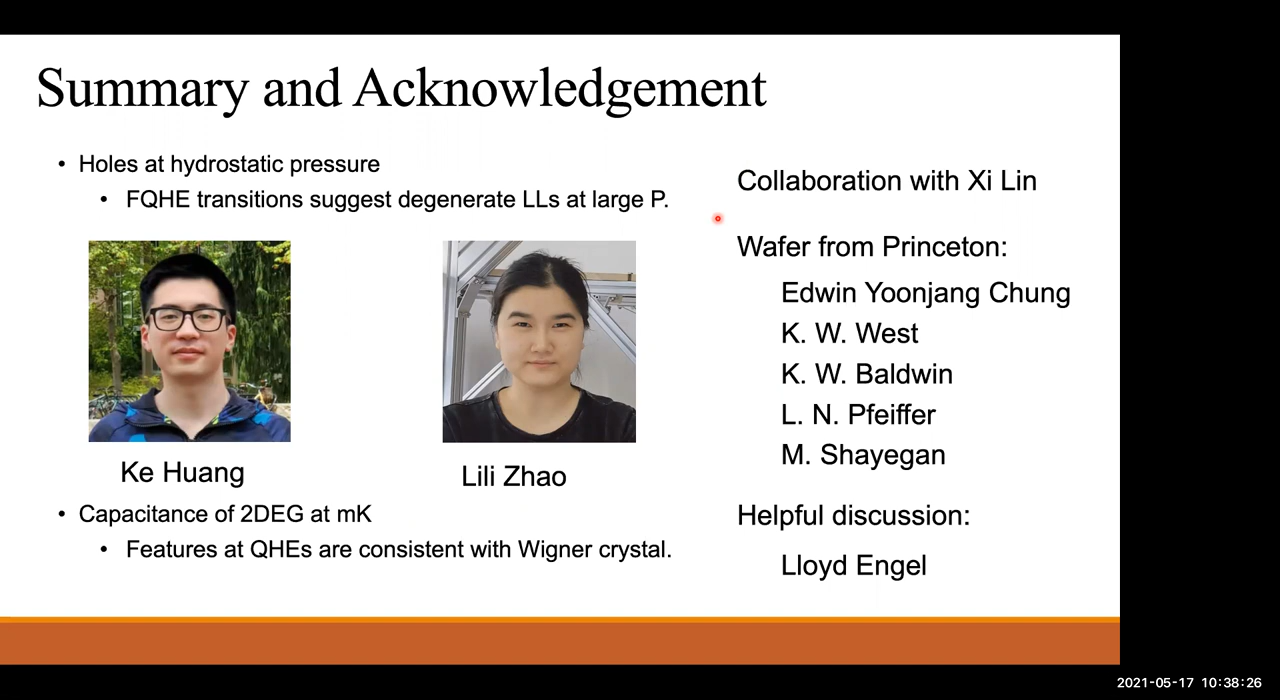 Summary and Acknowledgement
• Holes at hydrostatic pressure
• FQHE transitions suggest degenerate LLs at large P.
Ke Huang
Lili Zhao
• Capacitance of 2DEG at mK
• Features at QHEs are consistent with Wigner crystal.
Collaboration with Xi Lin
Wafer from Princeton:
Edwin Yoonjang Chung
K. W. West
K. W. Baldwin
L. N. Pfeiffer
M. Shayegan
Helpful discussion:
Lloyd Engel
2021-05-17 10:38:26